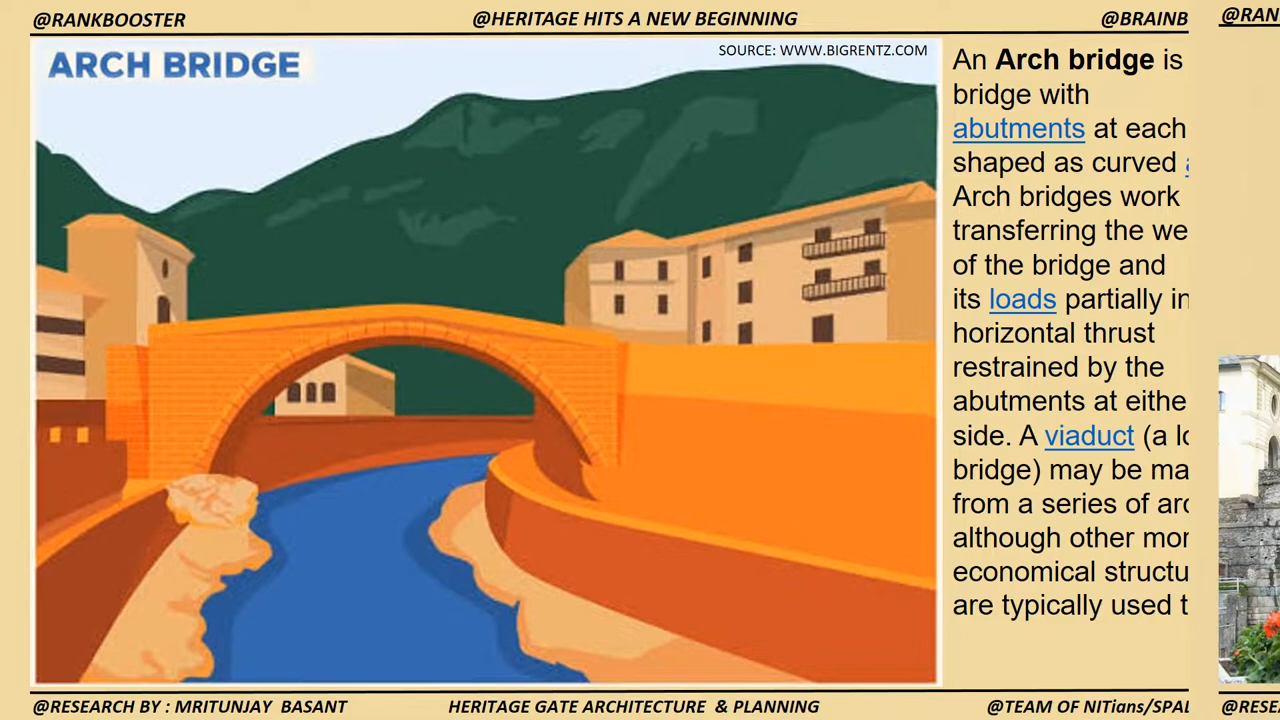 @RANKBOOSTER
@HERITAGE HITS A NEW BEGINNING
@BRAINB
@RAN
ARCH BRIDGE
SOURCE: WWW.BIGRENTZ.COM
An Arch bridge is
bridge with
abutments at each
shaped as curved
Arch bridges work
transferring the we
of the bridge and
its loads partially in
horizontal thrust
restrained by the
abutments at eithe
side. A viaduct (a lo
bridge) may be ma
from a series of arc
although other mor
economical structu
are typically used t
@RESEARCH BY : MRITUNJAY BASANT
HERITAGE GATE ARCHITECTURE & PLANNING
@TEAM OF NITians/SPAL
@RESEA